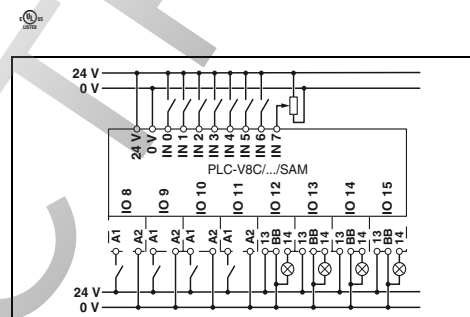 c UL us
LISTED
24 V
0 V
24 V
0 V
IN 0
IN 1
IN 2
IN 3
IN 4
IN 5
IN 6
IN 7
PLC-V8C/.../SAM
IO 8
IO 9
IO 10
IO 11
IO 12
IO 13
IO 14
IO 15
A1 A2 A1 A2 A1 A2 A1 A2 13 BB 14 13 BB 14 13 BB 14 13 BB 14
24 V
0 V